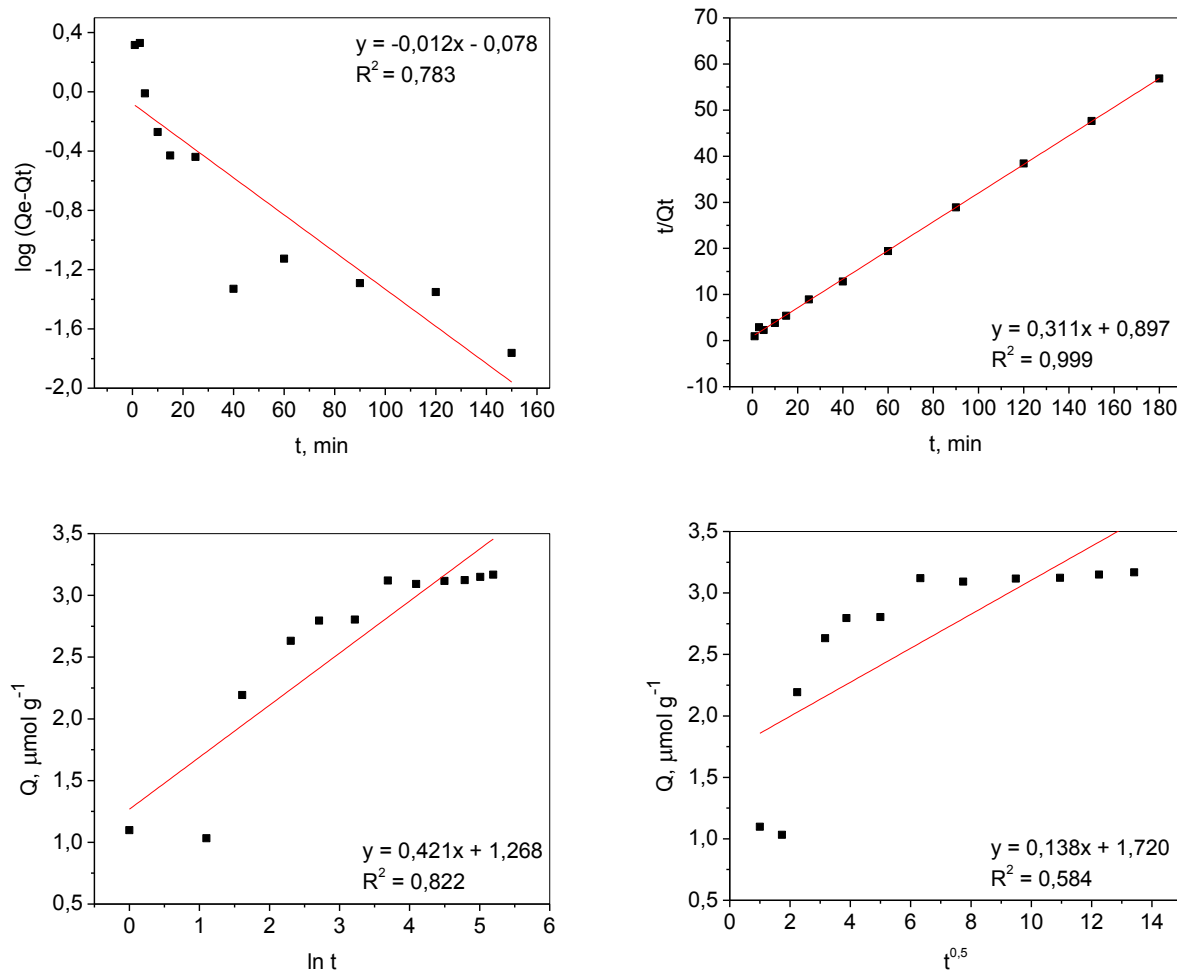 y = -0,012x - 0,078
R² = 0,783
0,4
0,0
-0,4
-0,8
-1,2
-1,6
-2,0
log (Qe-Qt)
0 20 40 60 80 100 120 140 160
t, min
70
60
50
40
30
20
10
0
-10
t/Qt
y = 0,311x + 0,897
R² = 0,999
0 20 40 60 80 100 120 140 160 180
t, min
3,5
3,0
2,5
2,0
1,5
1,0
0,5
Q, μmol g⁻¹
y = 0,421x + 1,268
R² = 0,822
0 1 2 3 4 5 6
ln t
3,5
3,0
2,5
2,0
1,5
1,0
0,5
Q, μmol g⁻¹
y = 0,138x + 1,720
R² = 0,584
0 2 4 6 8 10 12 14
t⁰,⁵